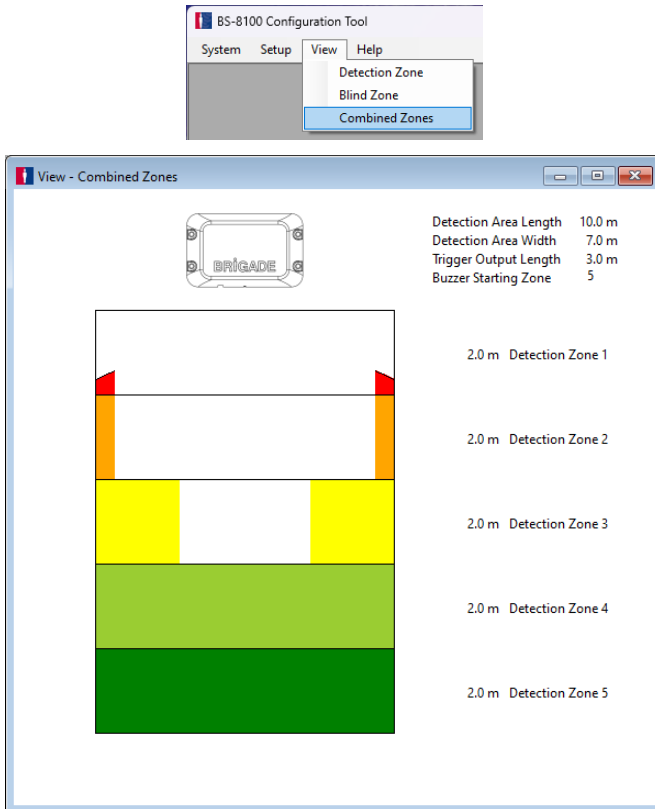 BS-8100 Configuration Tool
System Setup View Help
Detection Zone
Blind Zone
Combined Zones
View - Combined Zones
BRIGADE
Detection Area Length 10.0 m
Detection Area Width 7.0 m
Trigger Output Length 3.0 m
Buzzer Starting Zone 5
2.0 m Detection Zone 1
2.0 m Detection Zone 2
2.0 m Detection Zone 3
2.0 m Detection Zone 4
2.0 m Detection Zone 5